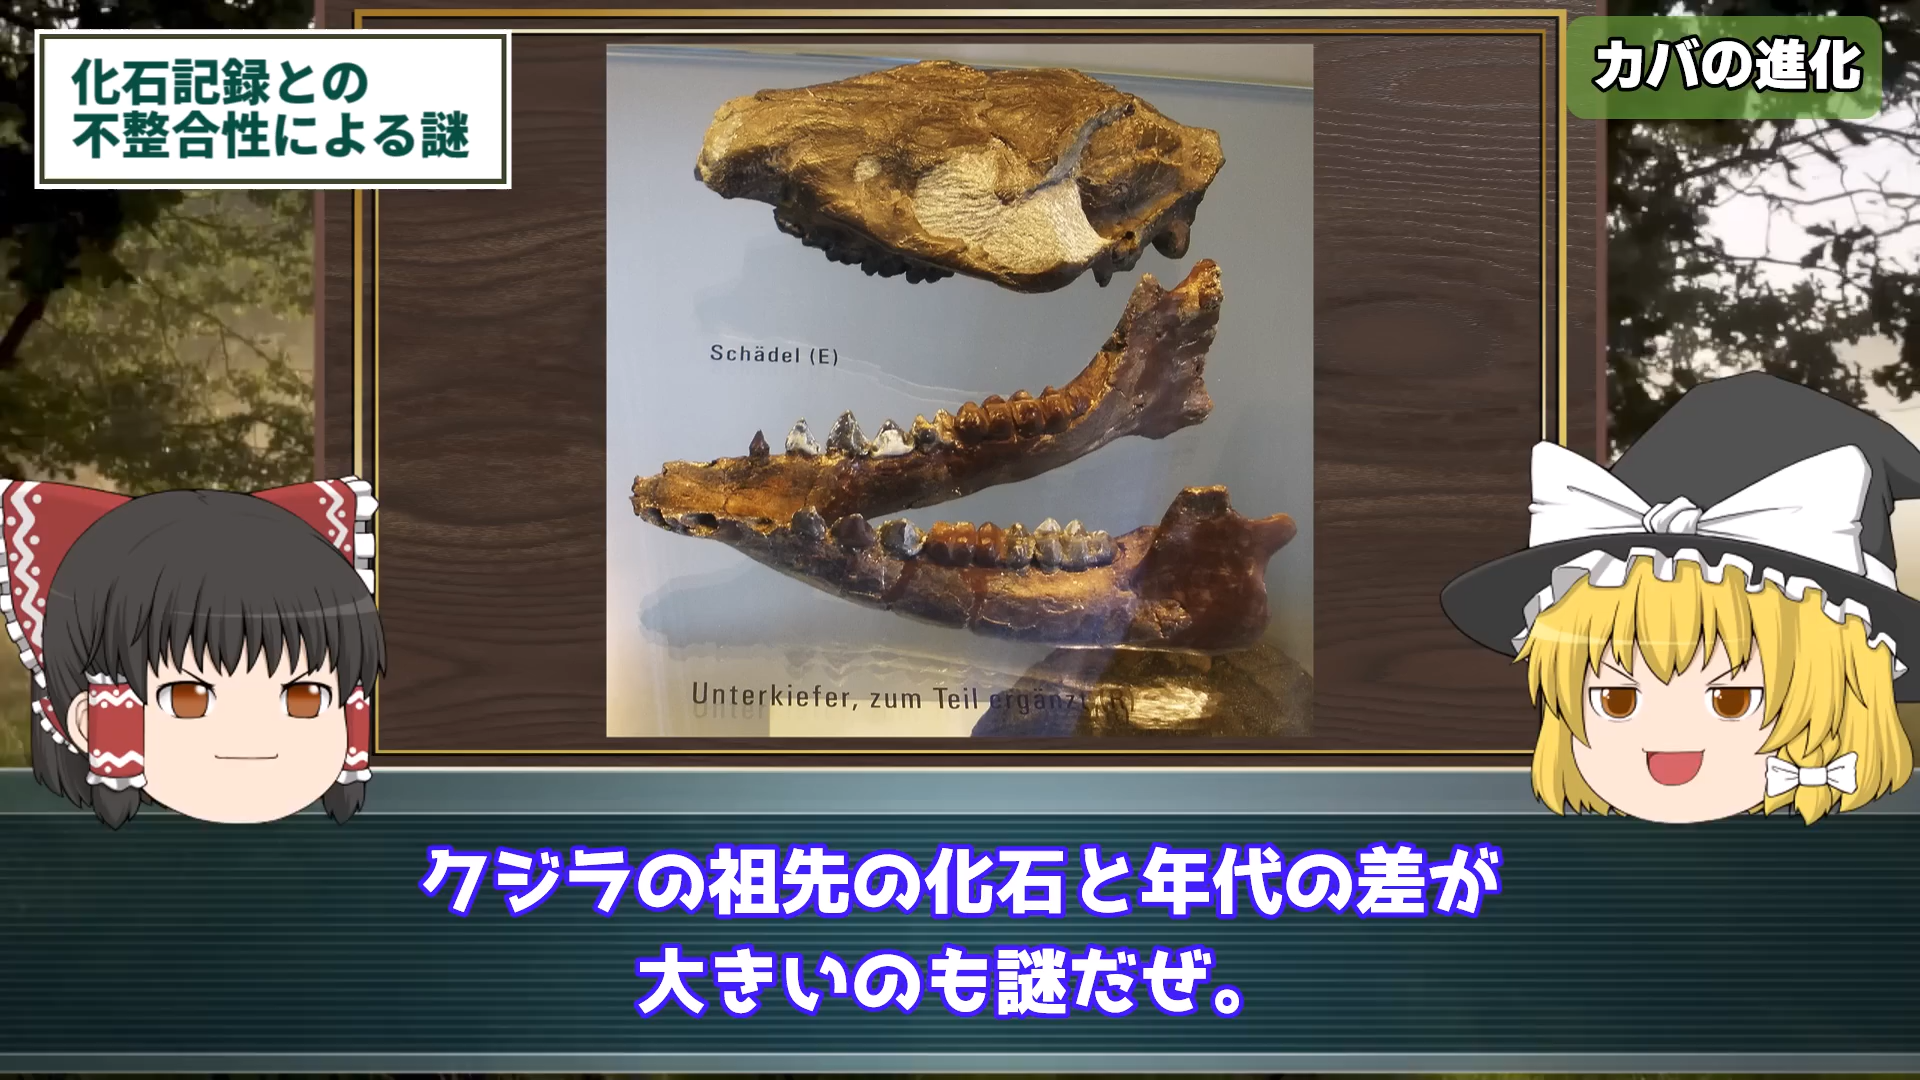 化石記録との
不整合性による謎
カバの進化
Schädel (E)
Unterkiefer, zum Teil ergänzt (R)
クジラの祖先の化石と年代の差が
大きいのも謎だぜ。